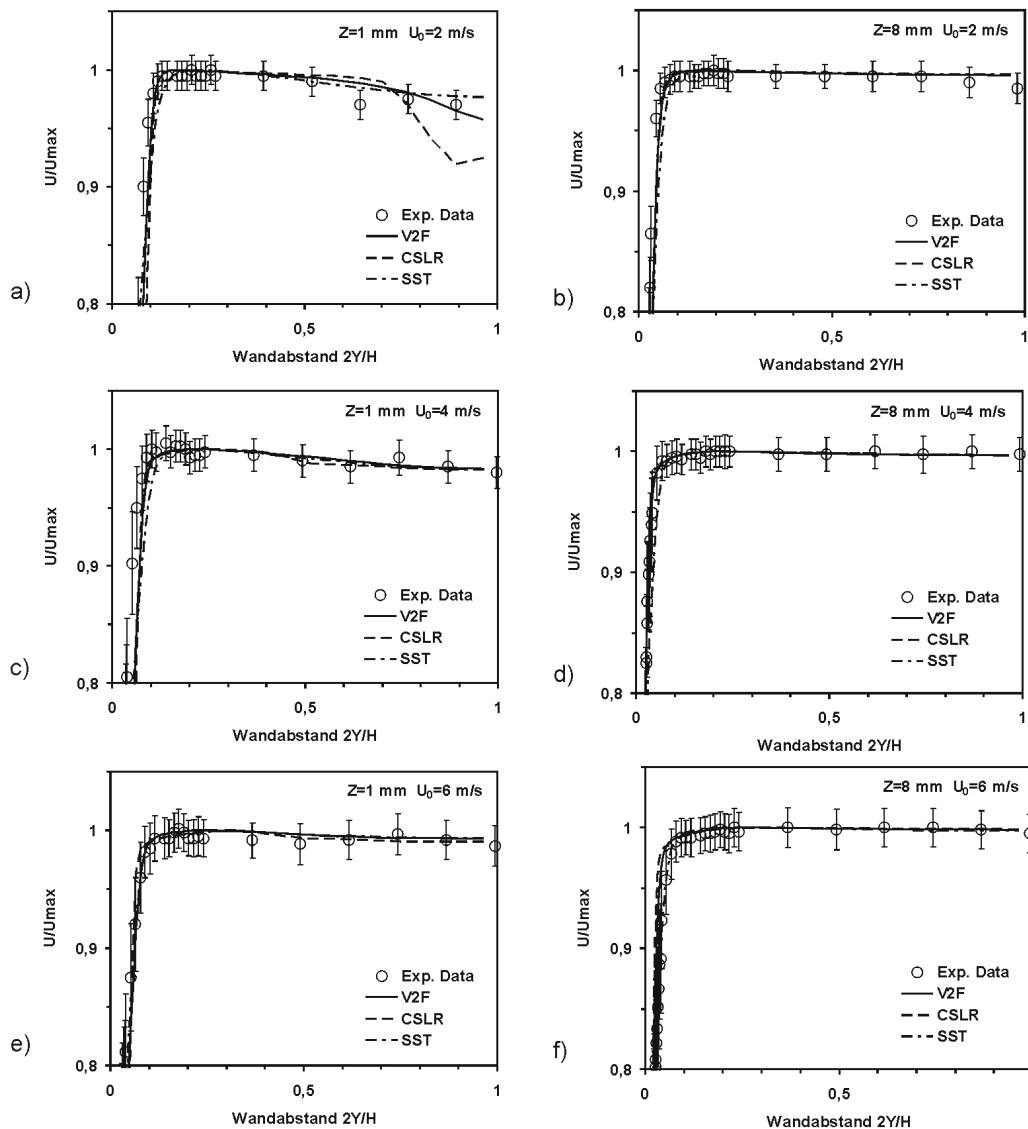 Z=1 mm U₀=2 m/s
U/Umax
1
0,9
0,8
Exp. Data
V2F
CSLR
SST
a)
0
0,5
1
Wandabstand 2Y/H
Z=8 mm U₀=2 m/s
U/Umax
1
0,9
0,8
Exp. Data
V2F
CSLR
SST
b)
0
0,5
1
Wandabstand 2Y/H
Z=1 mm U₀=4 m/s
U/Umax
1
0,9
0,8
Exp. Data
V2F
CSLR
SST
c)
0
0,5
1
Wandabstand 2Y/H
Z=8 mm U₀=4 m/s
U/Umax
1
0,9
0,8
Exp. Data
V2F
CSLR
SST
d)
0
0,5
1
Wandabstand 2Y/H
Z=1 mm U₀=6 m/s
U/Umax
1
0,9
0,8
Exp. Data
V2F
CSLR
SST
e)
0
0,5
1
Wandabstand 2Y/H
Z=8 mm U₀=6 m/s
U/Umax
1
0,9
0,8
Exp. Data
V2F
CSLR
SST
f)
0
0,5
1
Wandabstand 2Y/H